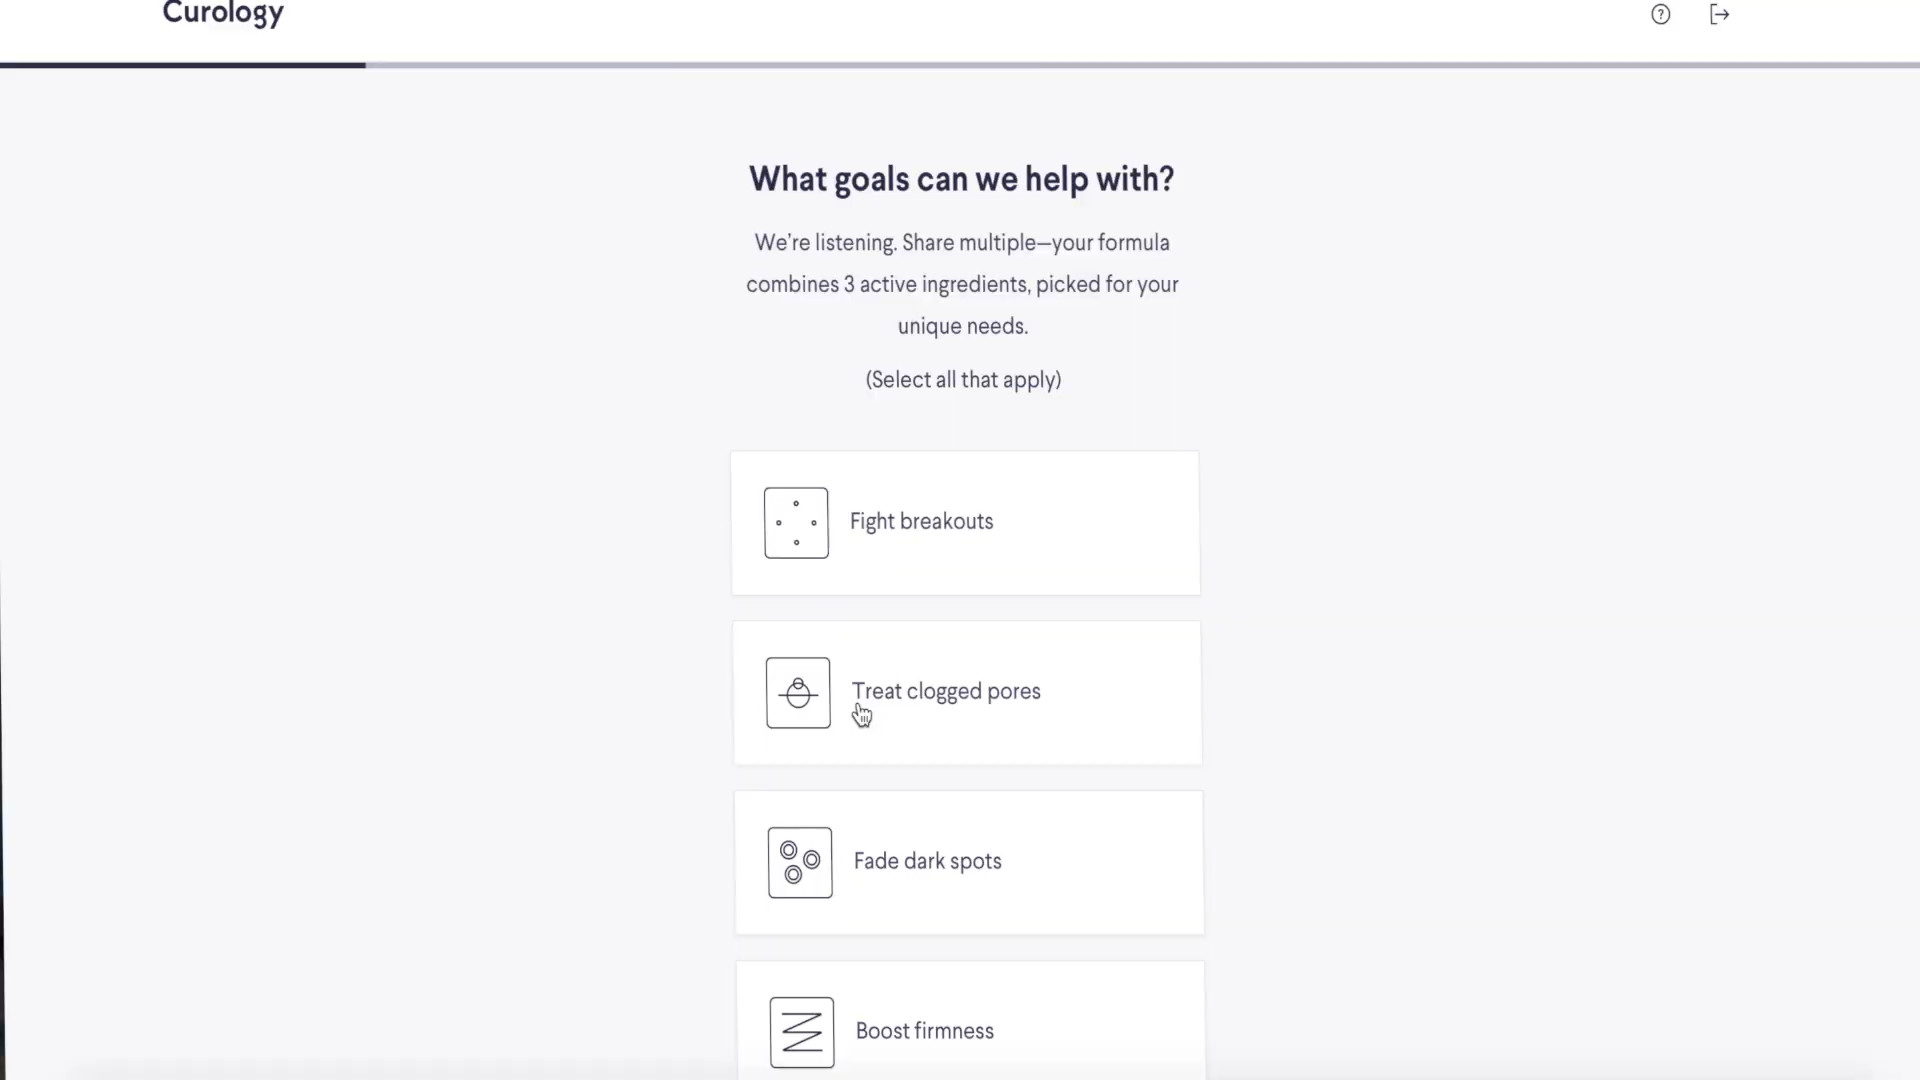 Curology
What goals can we help with?
We’re listening. Share multiple—your formula
combines 3 active ingredients, picked for your
unique needs.
(Select all that apply)
Fight breakouts
Treat clogged pores
Fade dark spots
Boost firmness